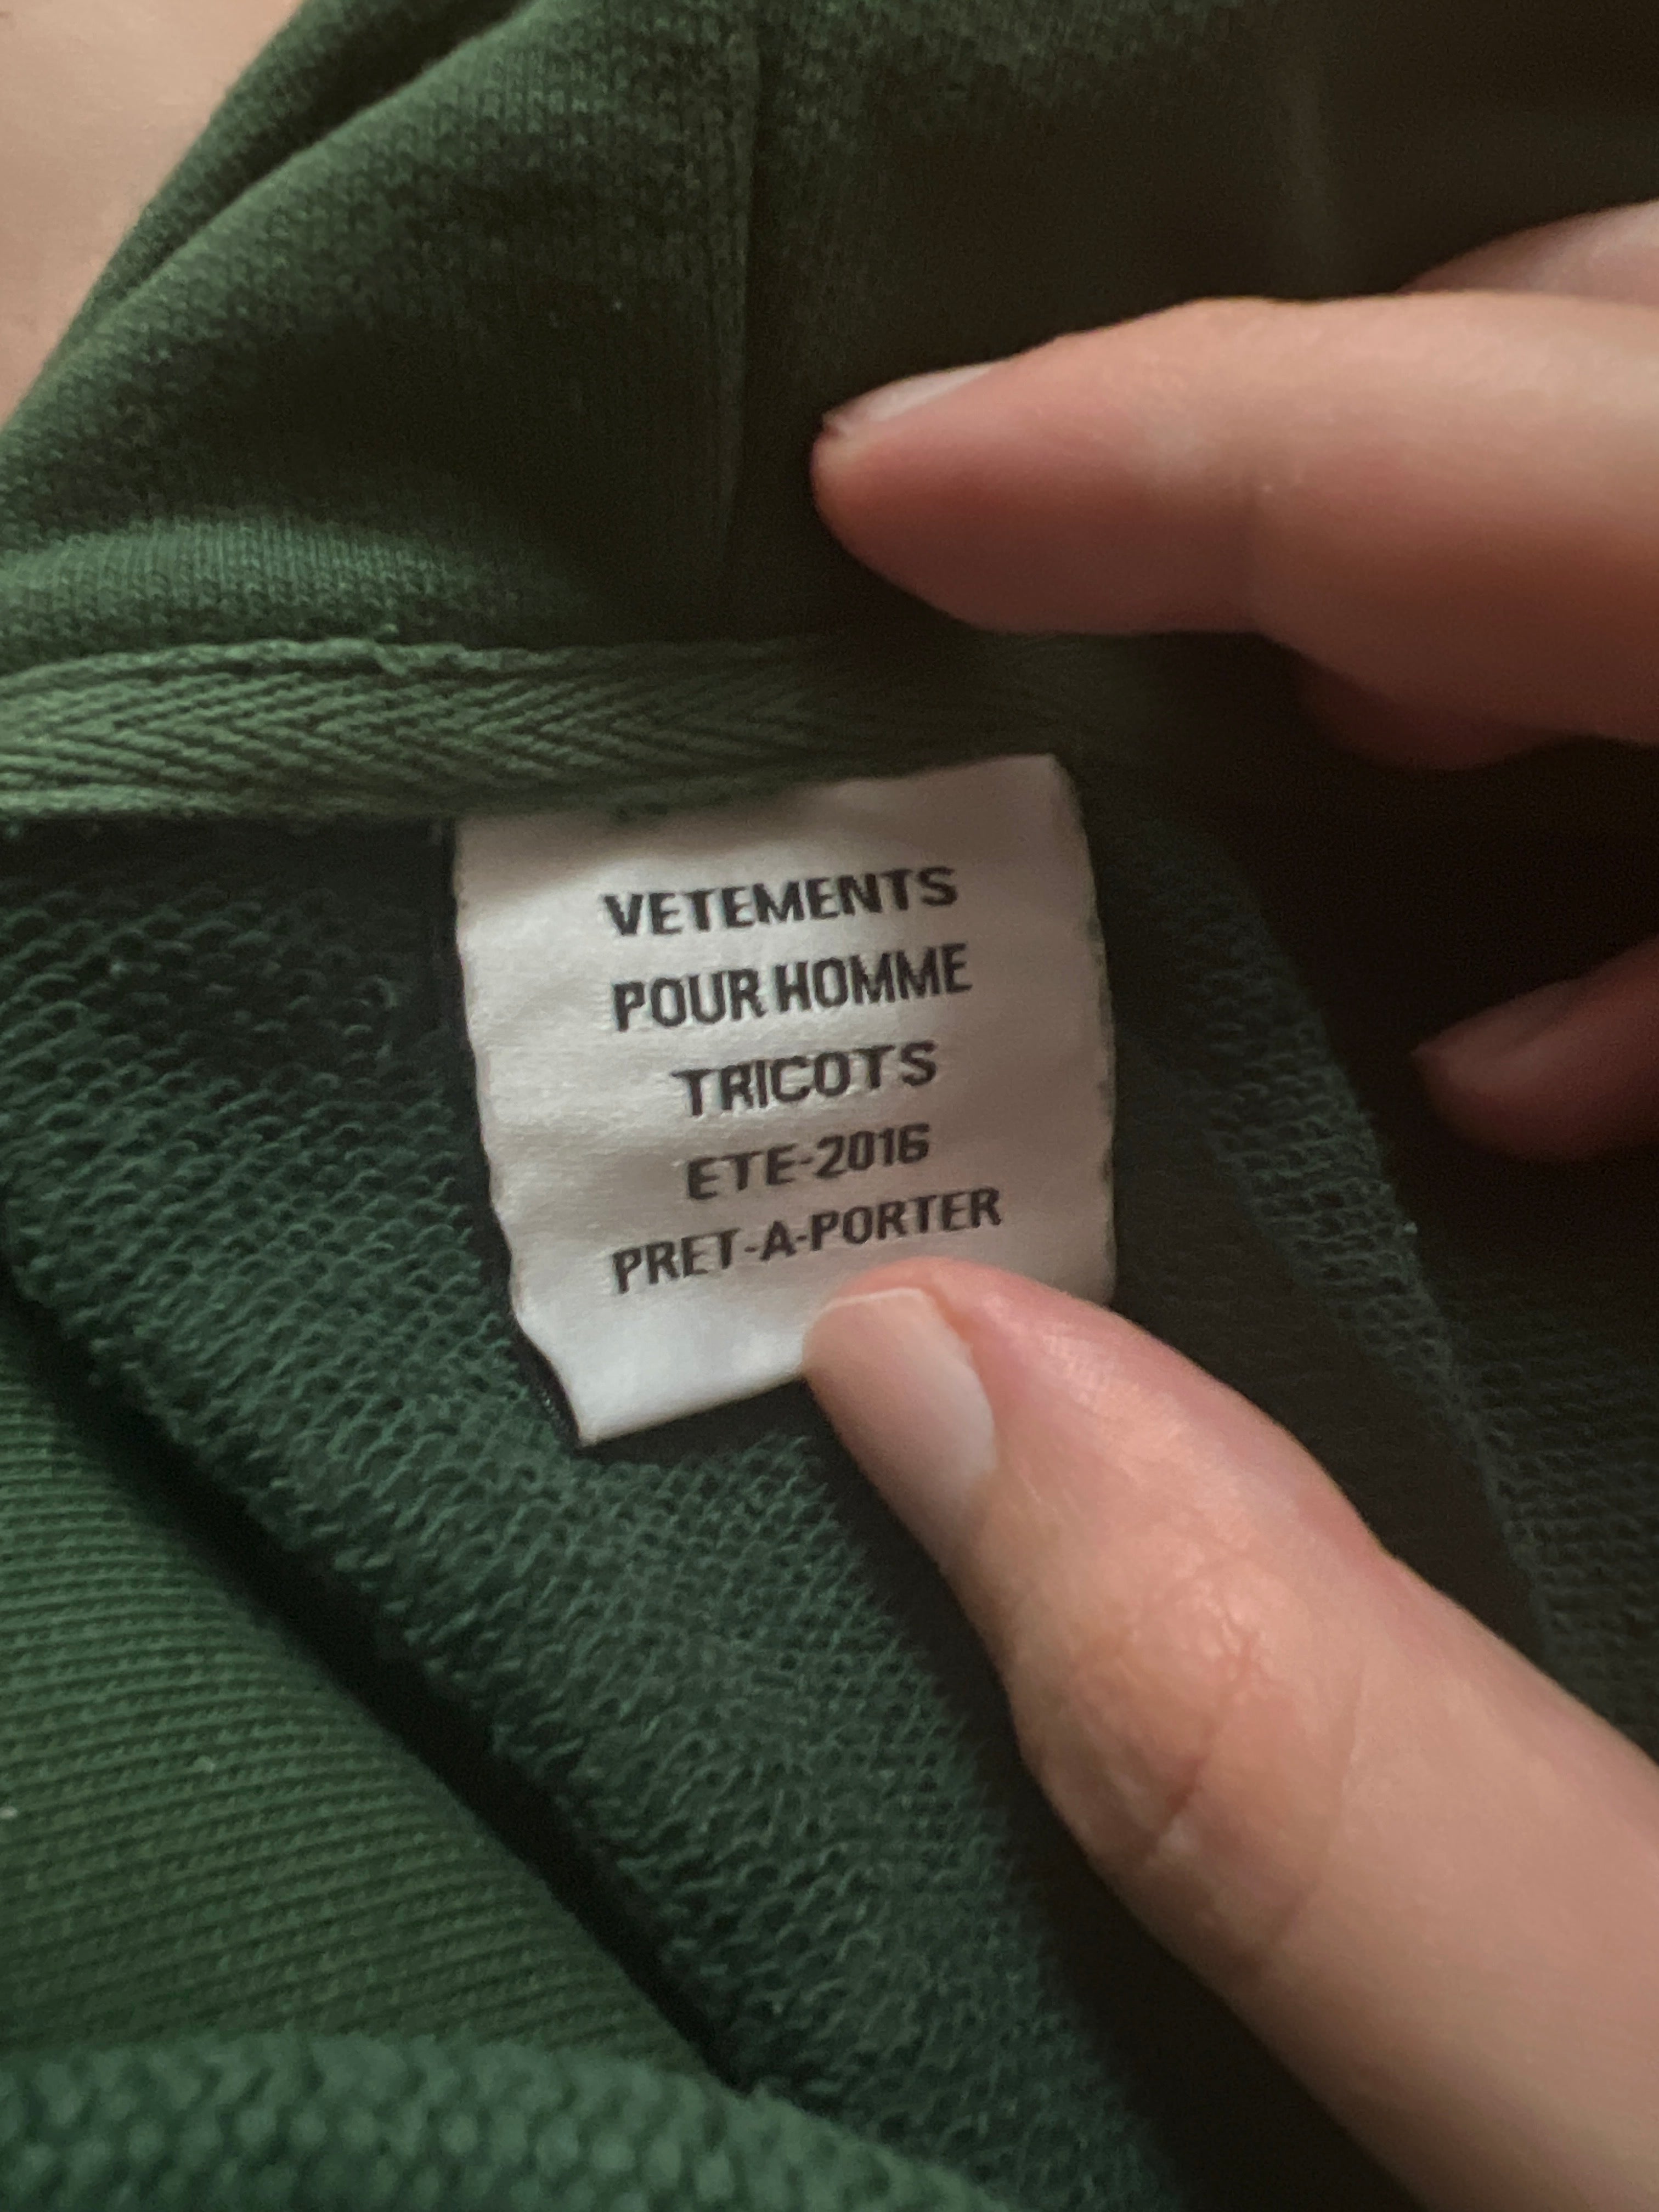 VETEMENTS
POUR HOMME
TRICOTS
ETE-2016
PRET-A-PORTER